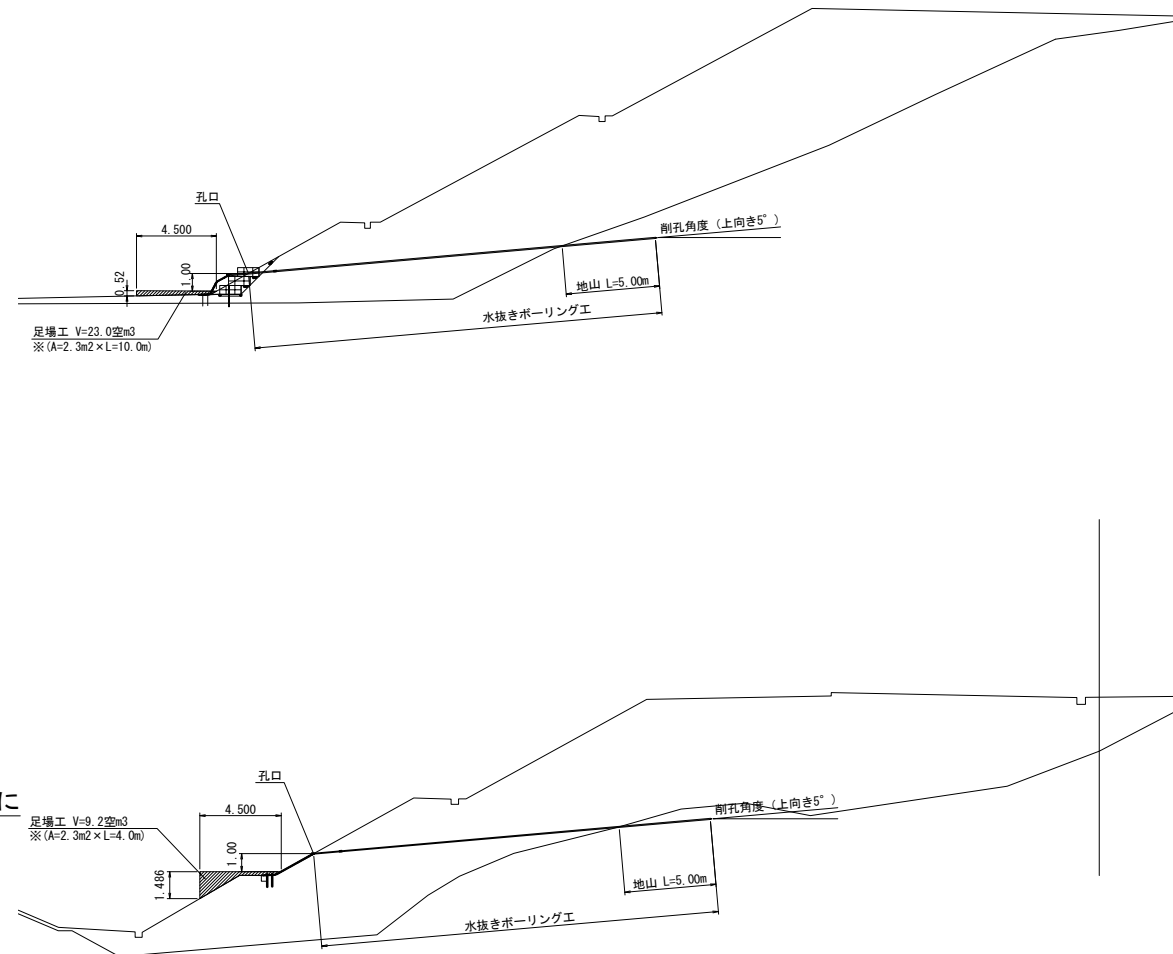 孔口
4.500
削孔角度 (上向き5°)
1.00
0.52
地山 L=5.00m
水抜きボーリング工
足場工 V=23.0空m3
※(A=2.3m2×L=10.0m)
孔口
に
4.500
足場工 V=9.2空m3
※(A=2.3m2×L=4.0m)
削孔角度 (上向き5°)
1.00
1.486
地山 L=5.00m
水抜きボーリング工